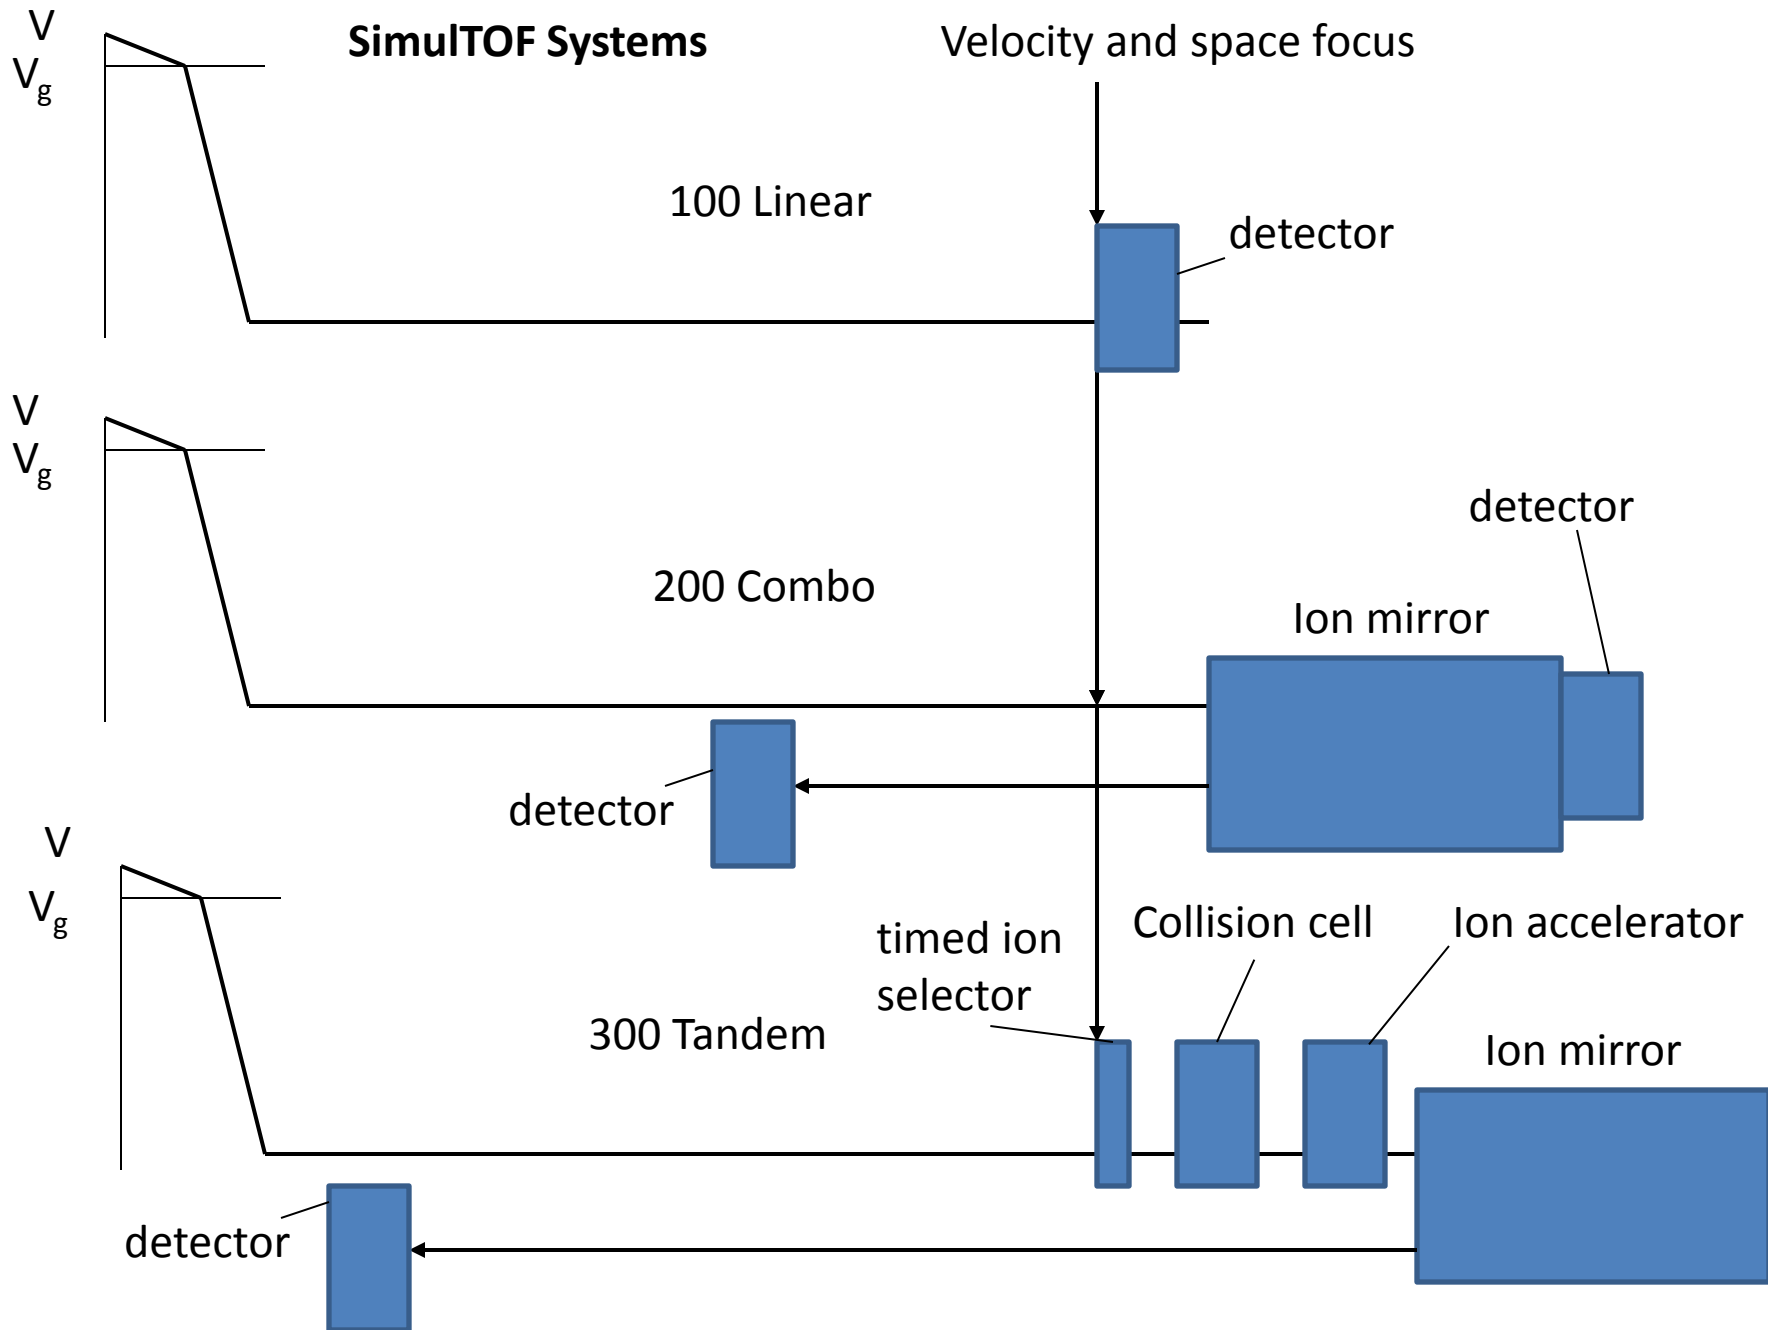 V
Vg
SimulTOF Systems
Velocity and space focus
100 Linear
detector
V
Vg
200 Combo
detector
Ion mirror
detector
V
Vg
timed ion
selector
Collision cell
Ion accelerator
300 Tandem
Ion mirror
detector